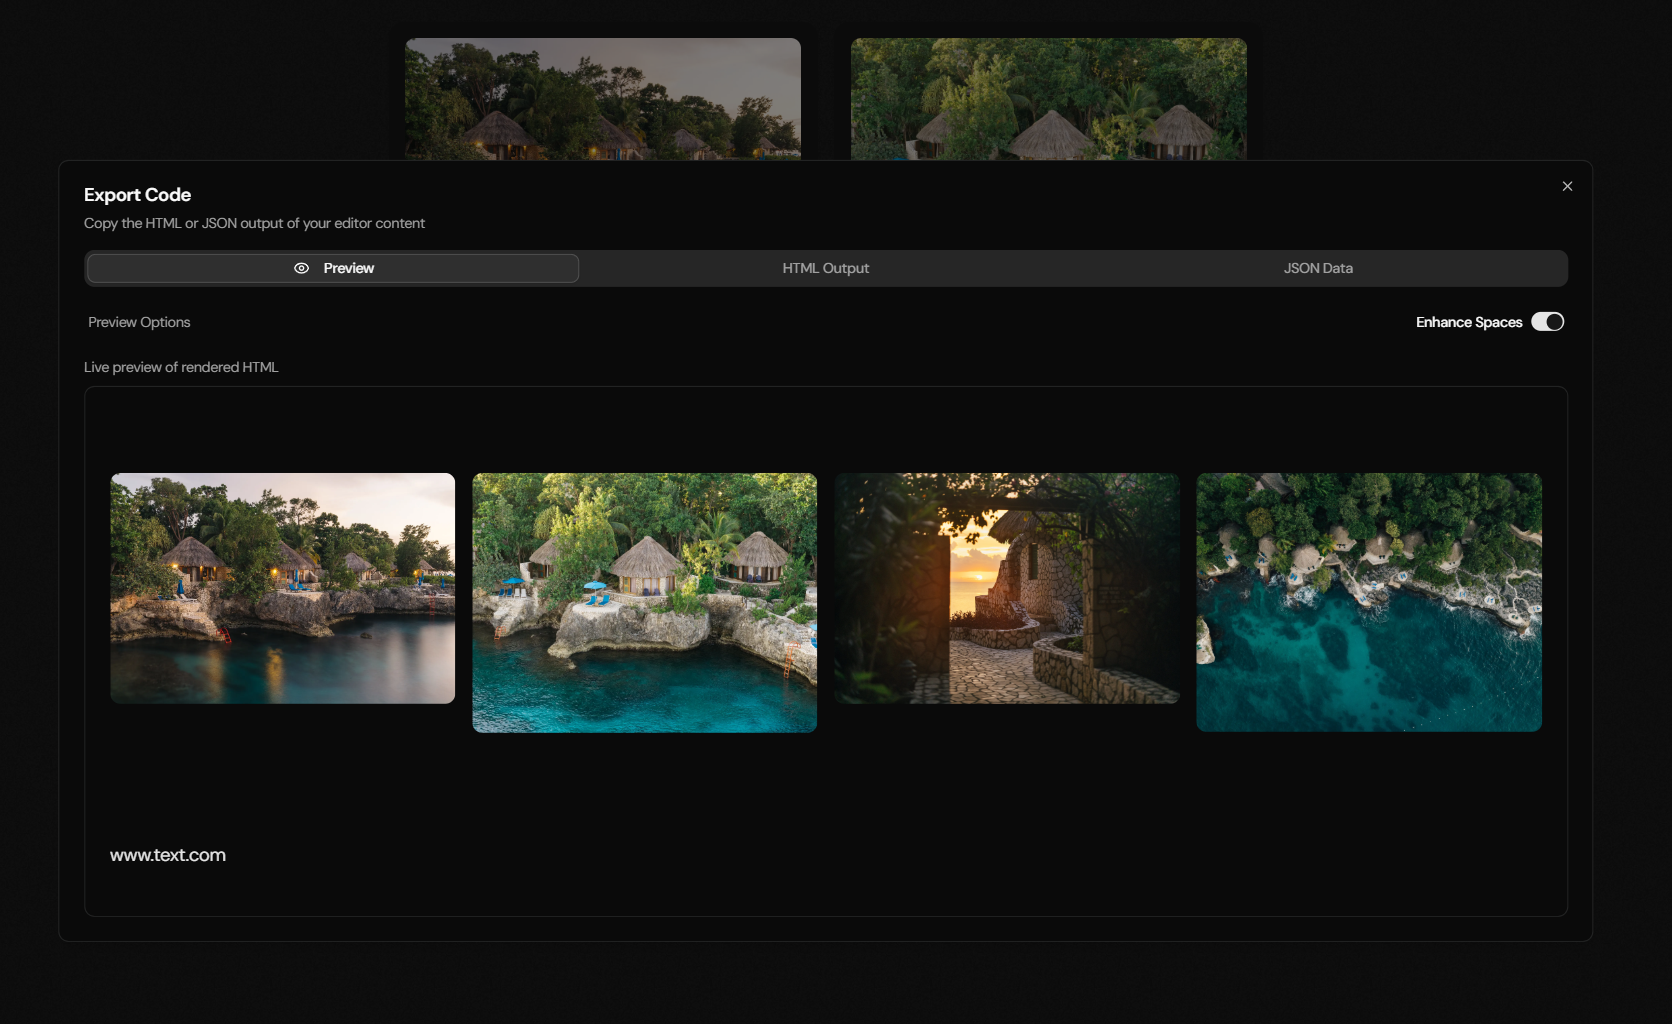 Export Code
Copy the HTML or JSON output of your editor content
Preview
HTML Output
JSON Data
Preview Options
Enhance Spaces
Live preview of rendered HTML
www.text.com